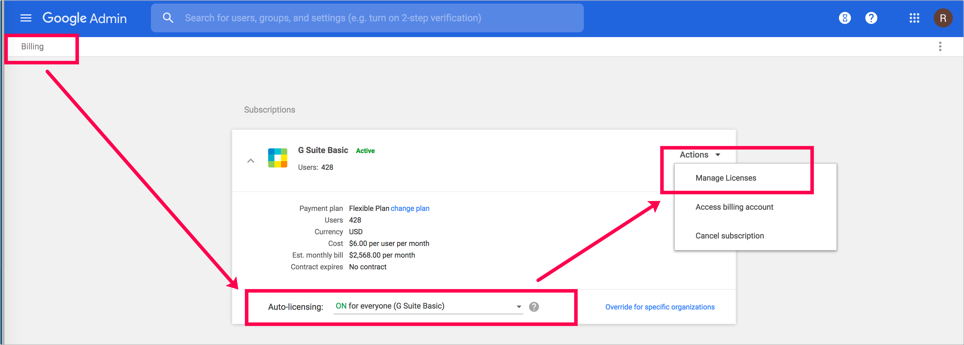 Google Admin
Search for users, groups, and settings (e.g. turn on 2-step verification)
8
?
R
Billing
Subscriptions
G Suite Basic Active
Users: 428
Actions
Manage Licenses
Access billing account
Cancel subscription
Payment plan Flexible Plan change plan
Users 428
Currency USD
Cost $6.00 per user per month
Est. monthly bill $2,568.00 per month
Contract expires No contract
Auto-licensing: ON for everyone (G Suite Basic) ?
Override for specific organizations